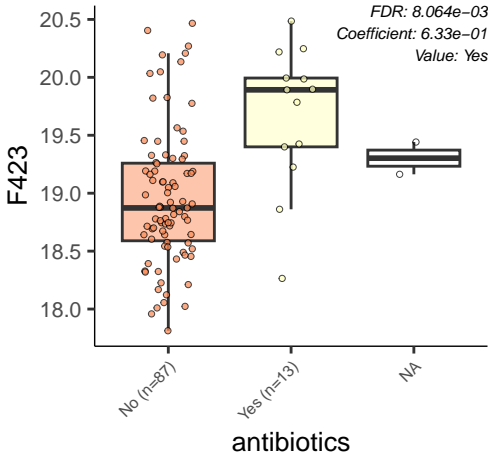 FDR: 8.064e−03
Coefficient: 6.33e−01
Value: Yes
20.5
20.0
19.5
19.0
18.5
18.0
F423
No (n=87)
Yes (n=13)
NA
antibiotics